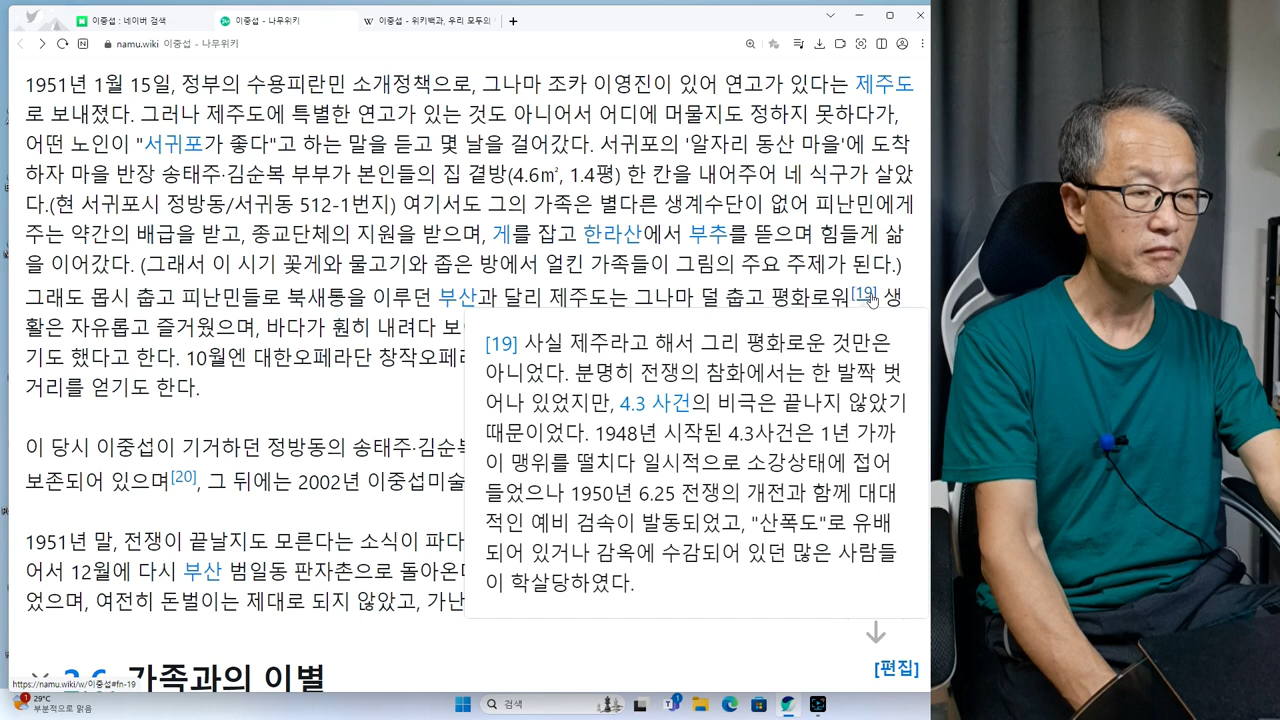 이중섭 : 네이버 검색
이중섭 - 나무위키
이중섭 - 위키백과, 우리 모두의
namu.wiki 이중섭 - 나무위키
1951년 1월 15일, 정부의 수용피란민 소개정책으로, 그나마 조카 이영진이 있어 연고가 있다는 제주도
로 보내졌다. 그러나 제주도에 특별한 연고가 있는 것도 아니어서 어디에 머물지도 정하지 못하다가,
어떤 노인이 "서귀포가 좋다"고 하는 말을 듣고 몇 날을 걸어갔다. 서귀포의 '알자리 동산 마을'에 도착
하자 마을 반장 송태주·김순복 부부가 본인들의 집 곁방(4.6㎡, 1.4평) 한 칸을 내어주어 네 식구가 살았
다.(현 서귀포시 정방동/서귀동 512-1번지) 여기서도 그의 가족은 별다른 생계수단이 없어 피난민에게
주는 약간의 배급을 받고, 종교단체의 지원을 받으며, 게를 잡고 한라산에서 부추를 뜯으며 힘들게 삶
을 이어갔다. (그래서 이 시기 꽃게와 물고기와 좁은 방에서 얼킨 가족들이 그림의 주요 주제가 된다.)
그래도 몹시 춥고 피난민들로 북새통을 이루던 부산과 달리 제주도는 그나마 덜 춥고 평화로워[19] 생
활은 자유롭고 즐거웠으며, 바다가 훤히 내려다 보
기도 했다고 한다. 10월엔 대한오페라단 창작오페라
거리를 얻기도 한다.
이 당시 이중섭이 기거하던 정방동의 송태주·김순복
보존되어 있으며[20], 그 뒤에는 2002년 이중섭미술
1951년 말, 전쟁이 끝날지도 모른다는 소식이 파다
어서 12월에 다시 부산 범일동 판자촌으로 돌아온
었으며, 여전히 돈벌이는 제대로 되지 않았고, 가난
[19] 사실 제주라고 해서 그리 평화로운 것만은
아니었다. 분명히 전쟁의 참화에서는 한 발짝 벗
어나 있었지만, 4.3 사건의 비극은 끝나지 않았기
때문이었다. 1948년 시작된 4.3사건은 1년 가까
이 맹위를 떨치다 일시적으로 소강상태에 접어
들었으나 1950년 6.25 전쟁의 개전과 함께 대대
적인 예비 검속이 발동되었고, "산폭도"로 유배
되어 있거나 감옥에 수감되어 있던 많은 사람들
이 학살당하였다.
2.6. 가족과의 이별
[편집]
https://namu.wiki/w/이중섭#fn-19
29°C
부분적으로 맑음
검색